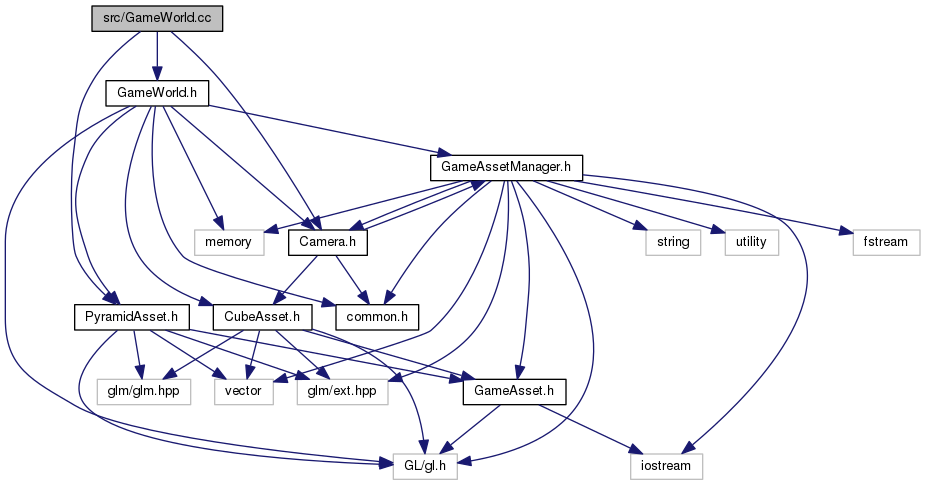 src/GameWorld.cc
GameWorld.h
GameAssetManager.h
memory
Camera.h
string
utility
fstream
PyramidAsset.h
CubeAsset.h
common.h
glm/glm.hpp
vector
glm/ext.hpp
GameAsset.h
GL/gl.h
iostream